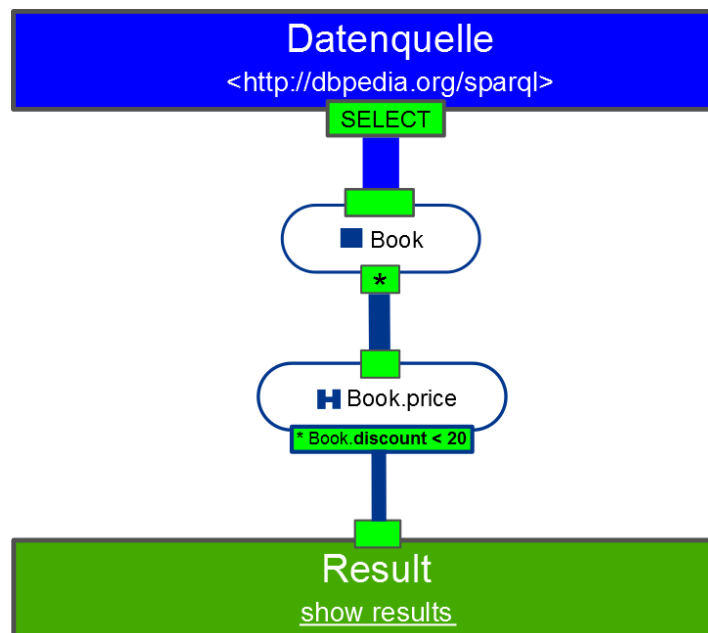 Datenquelle
<http://dbpedia.org/sparql>
SELECT
Book
*
Book.price
* Book.discount < 20
Result
show results